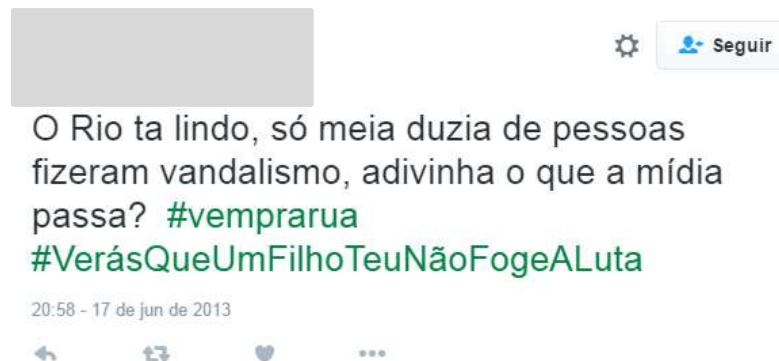 Seguir
O Rio ta lindo, só meia duzia de pessoas
fizeram vandalismo, adivinha o que a mídia
passa? #vemprarua
#VerásQueUmFilhoTeuNãoFogeALuta
20:58 - 17 de jun de 2013